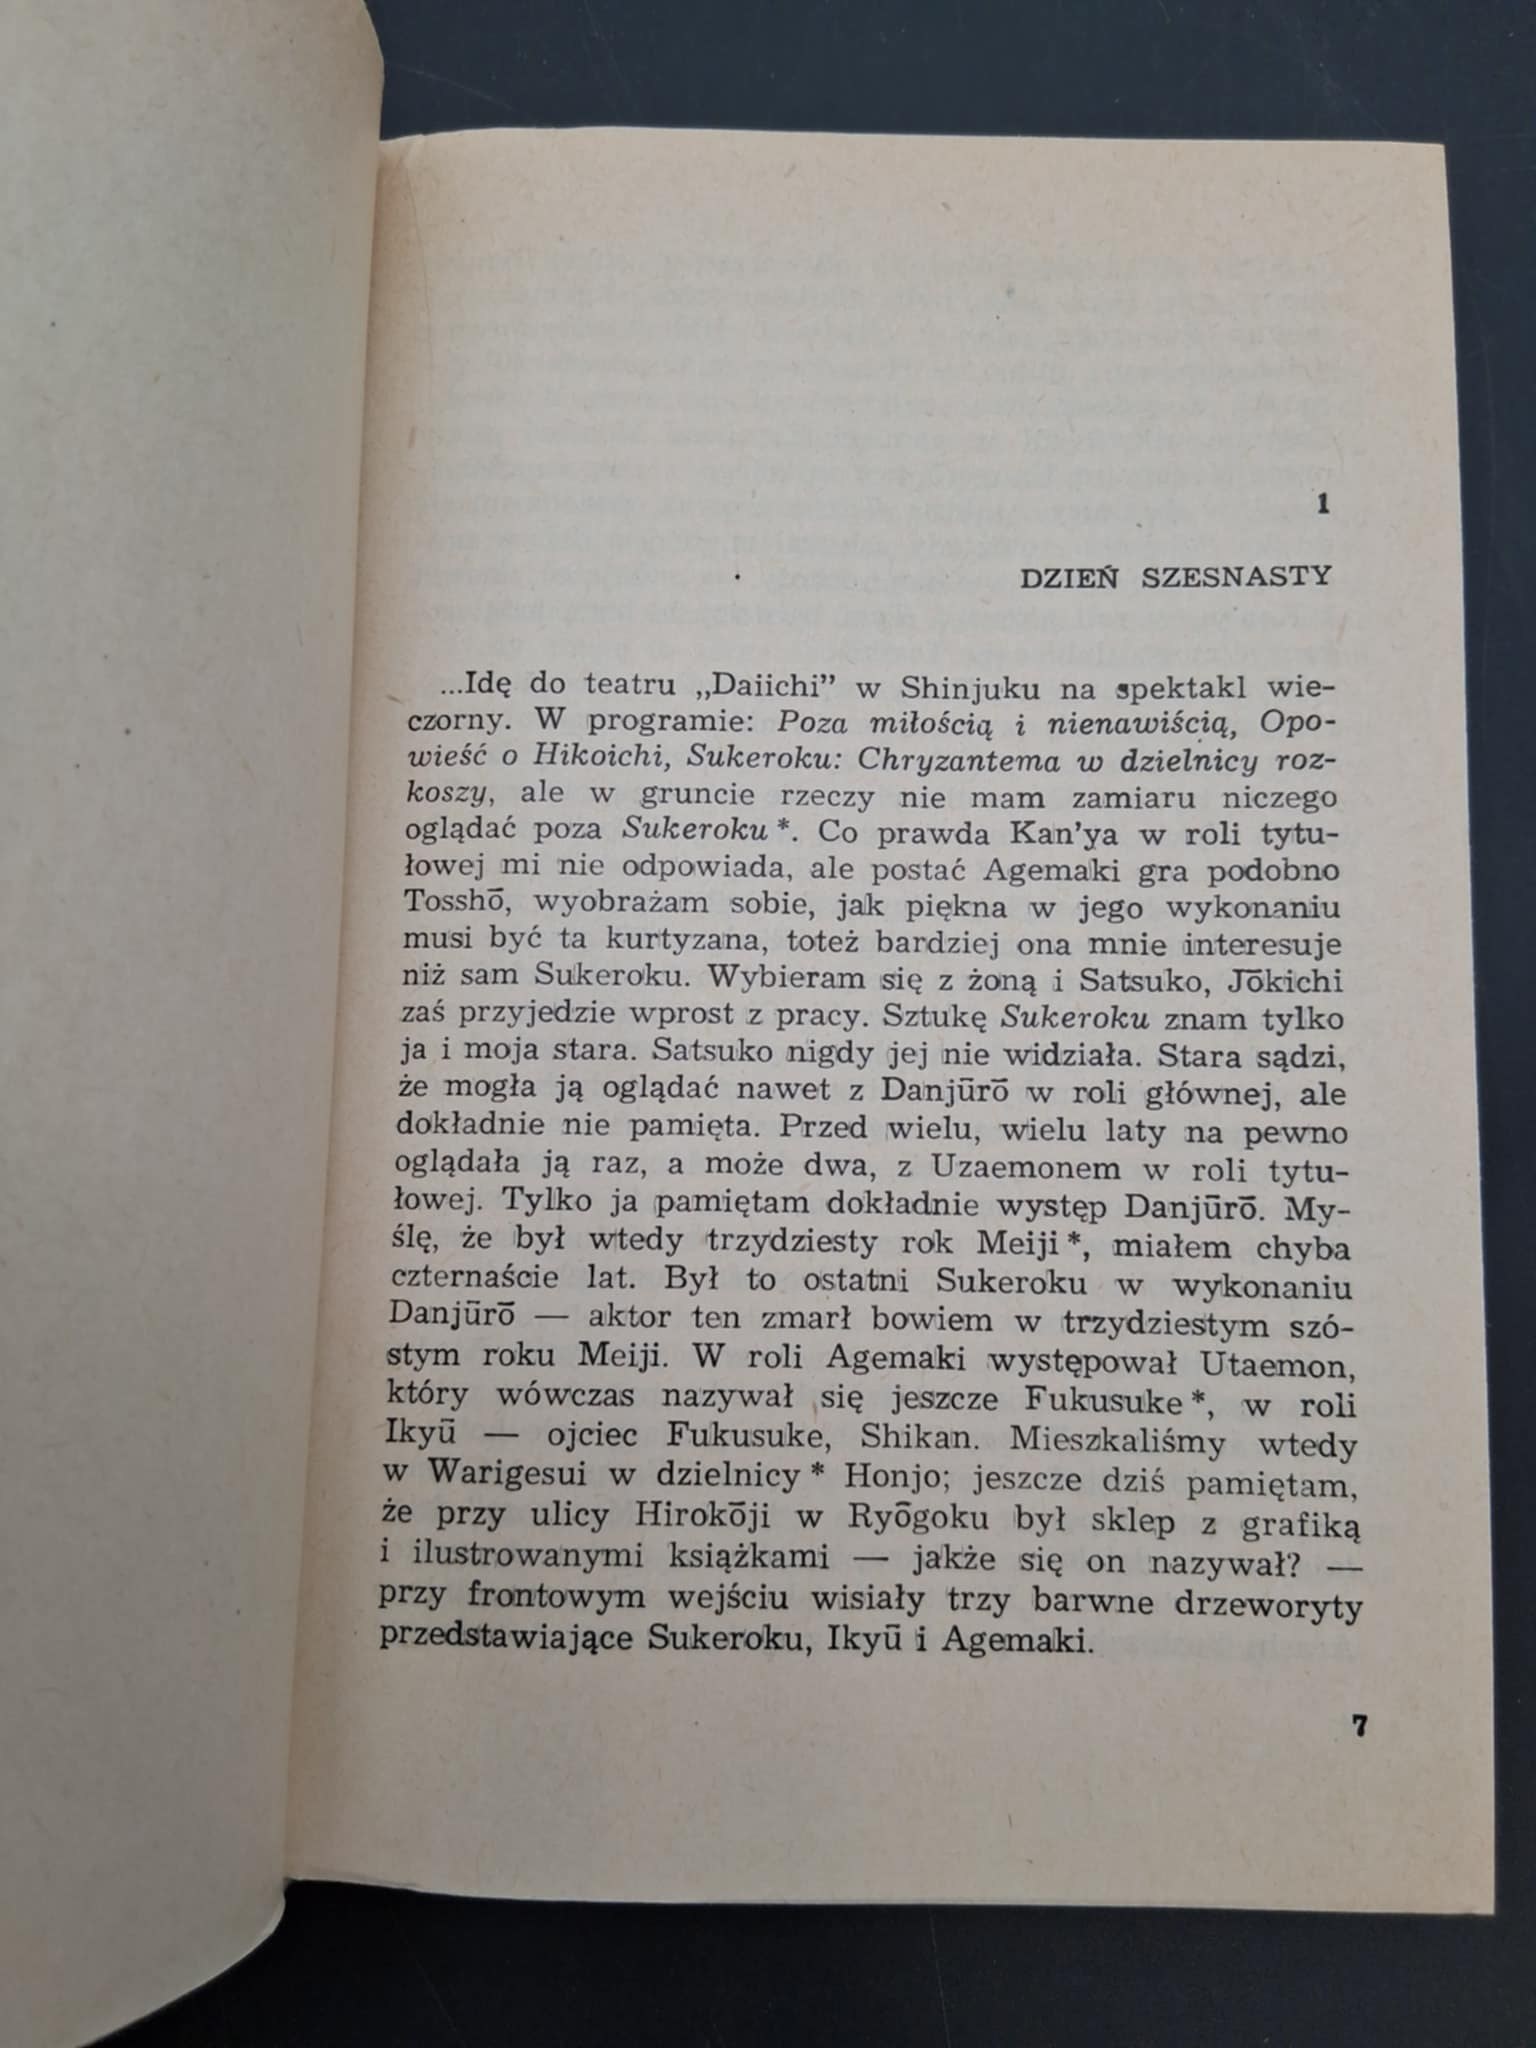 1
DZIEŃ SZESNASTY
...Idę do teatru „Daiichi” w Shinjuku na spektakl wie-
czorny. W programie: Poza miłością i nienawiścią, Opo-
wieść o Hikoichi, Sukeroku: Chryzantema w dzielnicy roz-
koszy, ale w gruncie rzeczy nie mam zamiaru niczego
oglądać poza Sukeroku *. Co prawda Kan’ya w roli tytu-
łowej mi nie odpowiada, ale postać Agemaki gra podobno
Tosshō, wyobrażam sobie, jak piękna w jego wykonaniu
musi być ta kurtyzana, toteż bardziej ona mnie interesuje
niż sam Sukeroku. Wybieram się z żoną i Satsuko, Jōkichi
zaś przyjedzie wprost z pracy. Sztukę Sukeroku znam tylko
ja i moja stara. Satsuko nigdy jej nie widziała. Stara sądzi,
że mogła ją oglądać nawet z Danjūrō w roli głównej, ale
dokładnie nie pamięta. Przed wielu, wielu laty na pewno
oglądała ją raz, a może dwa, z Uzaemonem w roli tytu-
łowej. Tylko ja pamiętam dokładnie występ Danjūrō. My-
ślę, że był wtedy trzydziesty rok Meiji *, miałem chyba
czternaście lat. Był to ostatni Sukeroku w wykonaniu
Danjūrō — aktor ten zmarł bowiem w trzydziestym szó-
stym roku Meiji. W roli Agemaki występował Utaemon,
który wówczas nazywał się jeszcze Fukusuke *, w roli
Ikyū — ojciec Fukusuke, Shikan. Mieszkaliśmy wtedy
w Warigesui w dzielnicy * Honjo; jeszcze dziś pamiętam,
że przy ulicy Hirokōji w Ryōgoku był sklep z grafiką
i ilustrowanymi książkami — jakże się on nazywał? —
przy frontowym wejściu wisiały trzy barwne drzeworyty
przedstawiające Sukeroku, Ikyū i Agemaki.
7